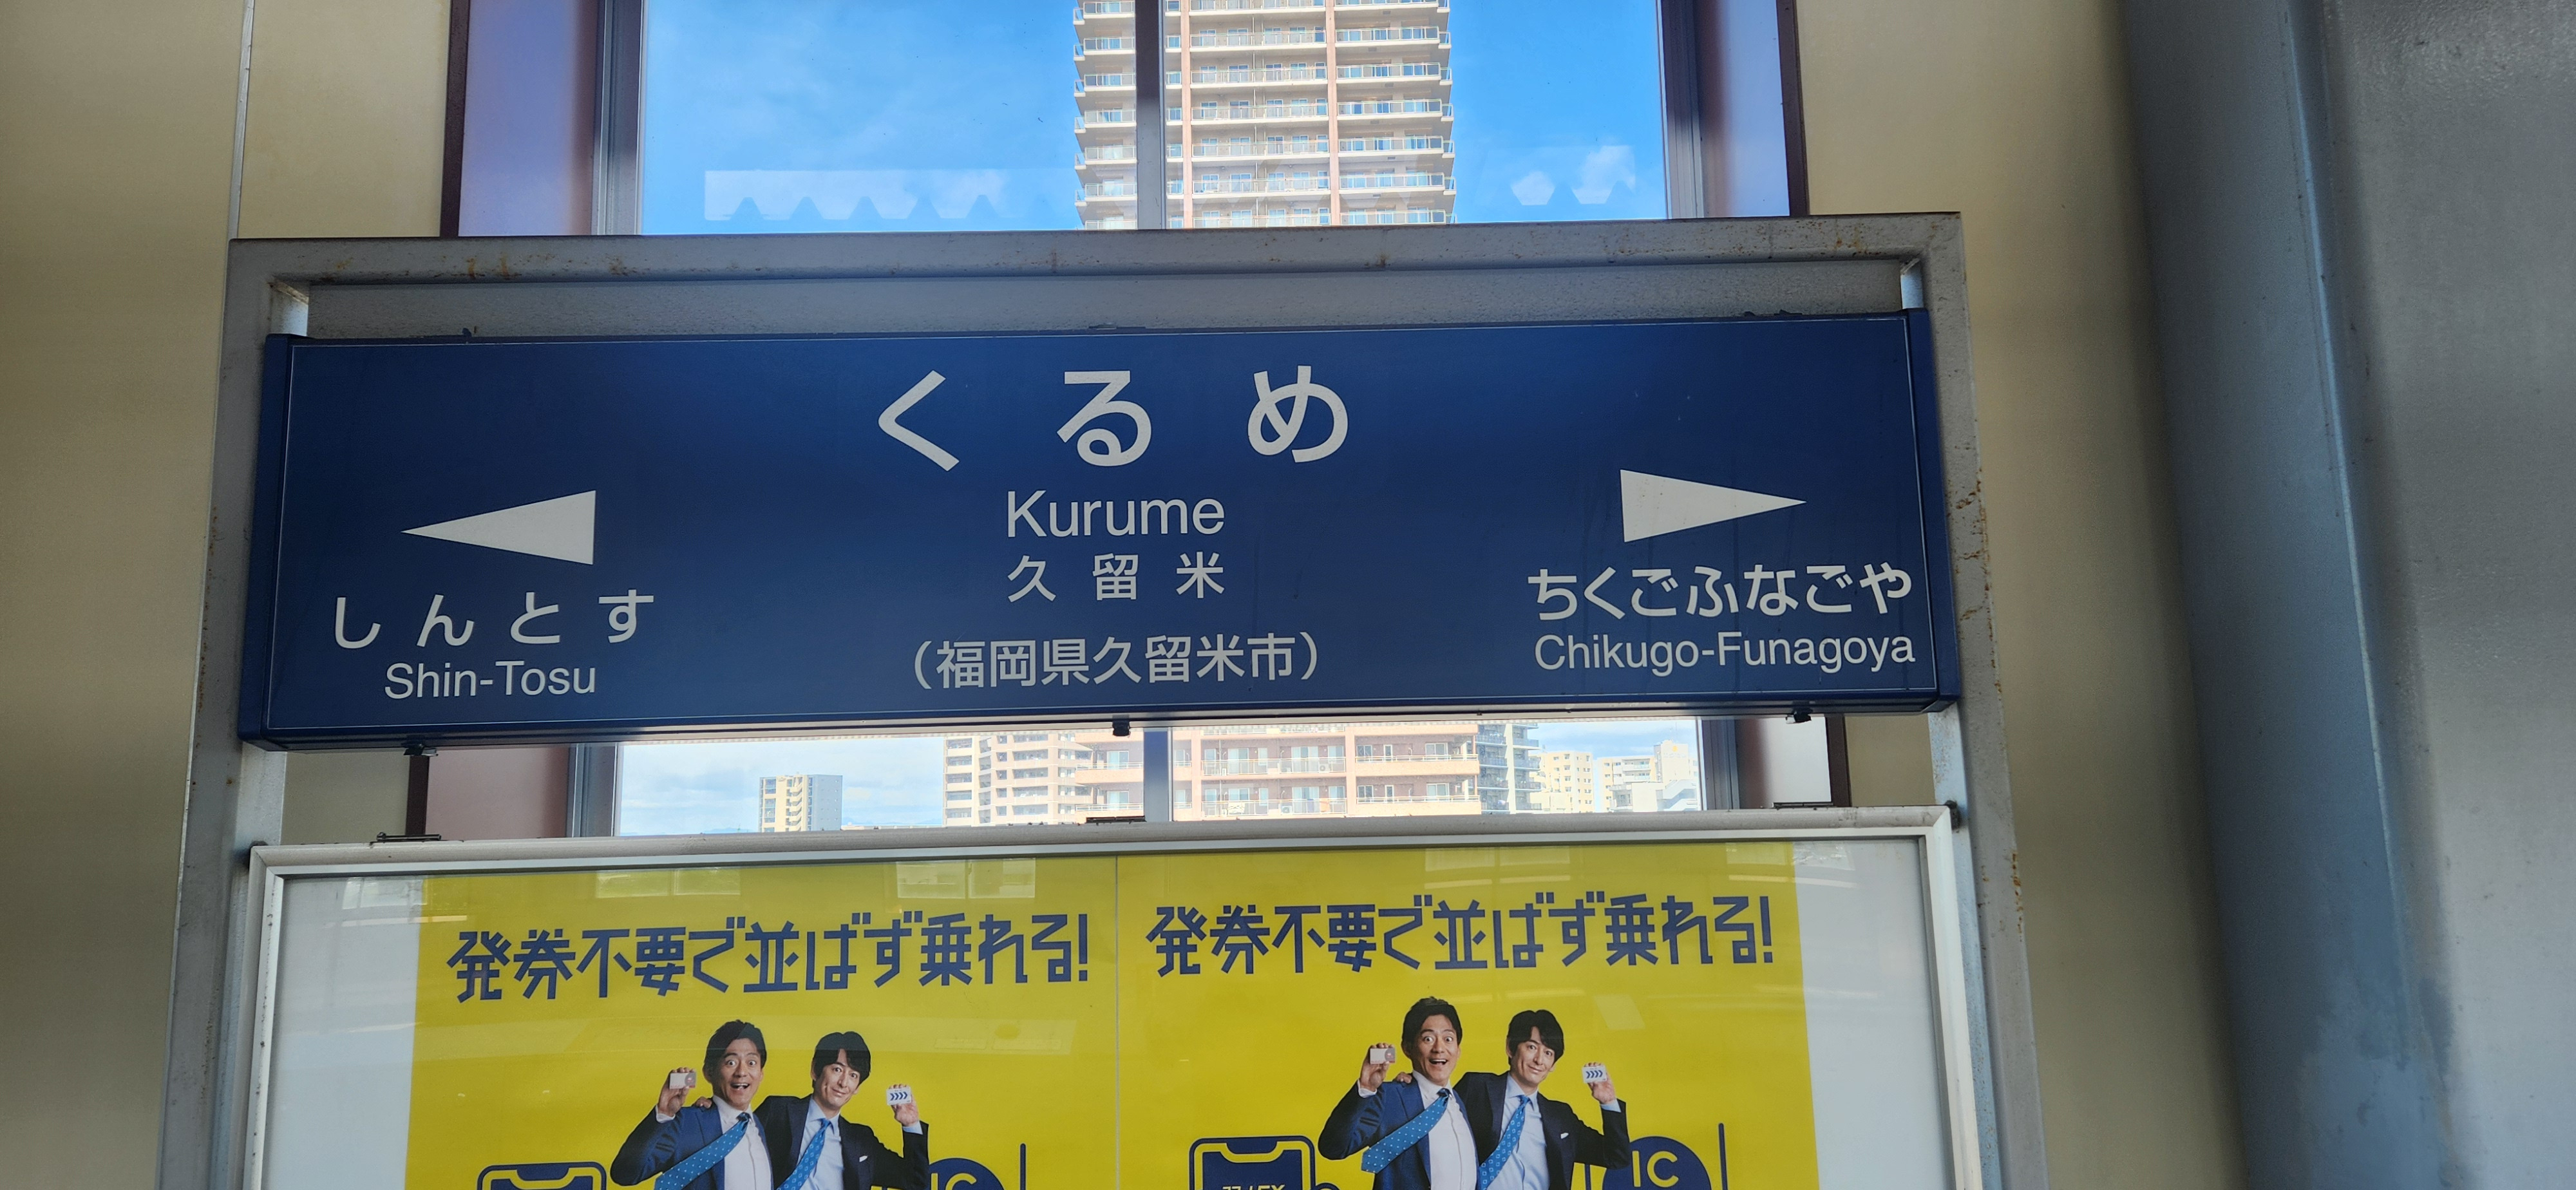 くるめ
Kurume
久留米
（福岡県久留米市）
しんとす
Shin-Tosu
ちくごふなごや
Chikugo-Funagoya
発券不要で並ばず乗れる！
発券不要で並ばず乗れる！
IC
IC